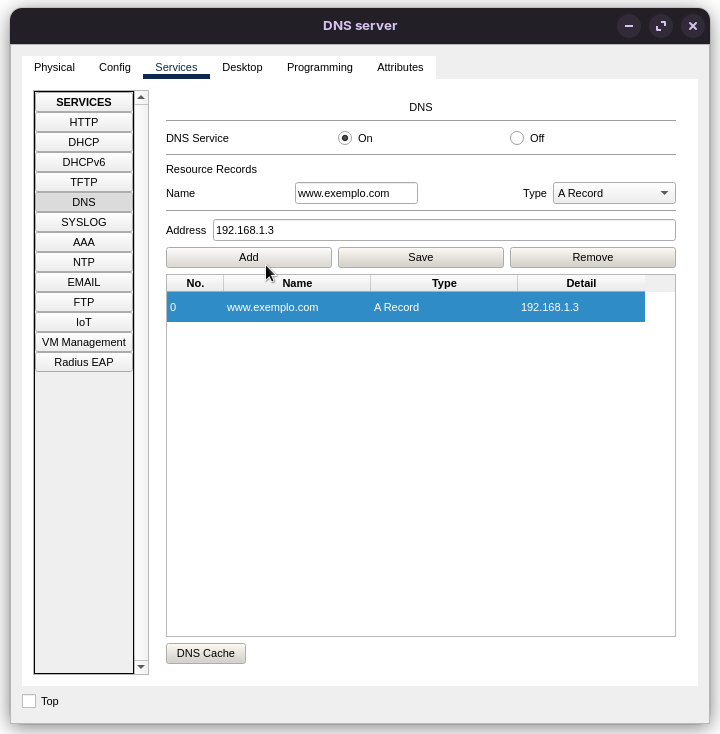 DNS server
Physical Config Services Desktop Programming Attributes
SERVICES
HTTP
DHCP
DHCPv6
TFTP
DNS
SYSLOG
AAA
NTP
EMAIL
FTP
IoT
VM Management
Radius EAP
DNS
DNS Service On Off
Resource Records
Name www.exemplo.com Type A Record
Address 192.168.1.3
Add Save Remove
No. Name Type Detail
0 www.exemplo.com A Record 192.168.1.3
DNS Cache
Top